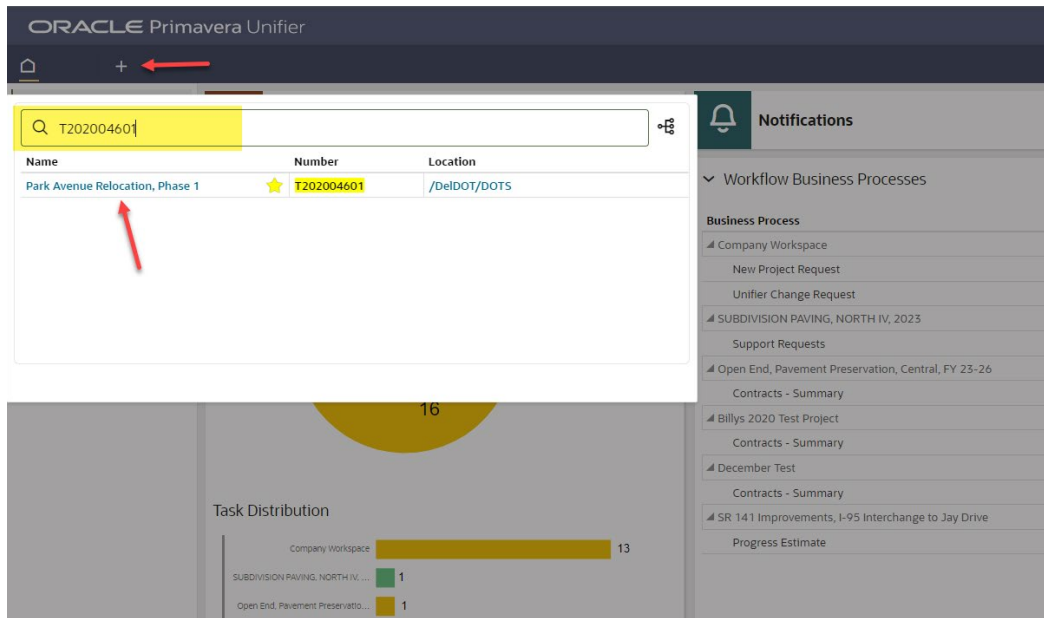 ORACLE Primavera Unifier
+
T202004601
Name Number Location
Park Avenue Relocation, Phase 1 T202004601 /DelDOT/DOTS
16
Task Distribution
Company Workspace 13
SUBDIVISION PAVING, NORTH IV, ... 1
Open End, Pavement Preservatio... 1
Notifications
Workflow Business Processes
Business Process
Company Workspace
New Project Request
Unifier Change Request
SUBDIVISION PAVING, NORTH IV, 2023
Support Requests
Open End, Pavement Preservation, Central, FY 23-26
Contracts - Summary
Billys 2020 Test Project
Contracts - Summary
December Test
Contracts - Summary
SR 141 Improvements, I-95 Interchange to Jay Drive
Progress Estimate